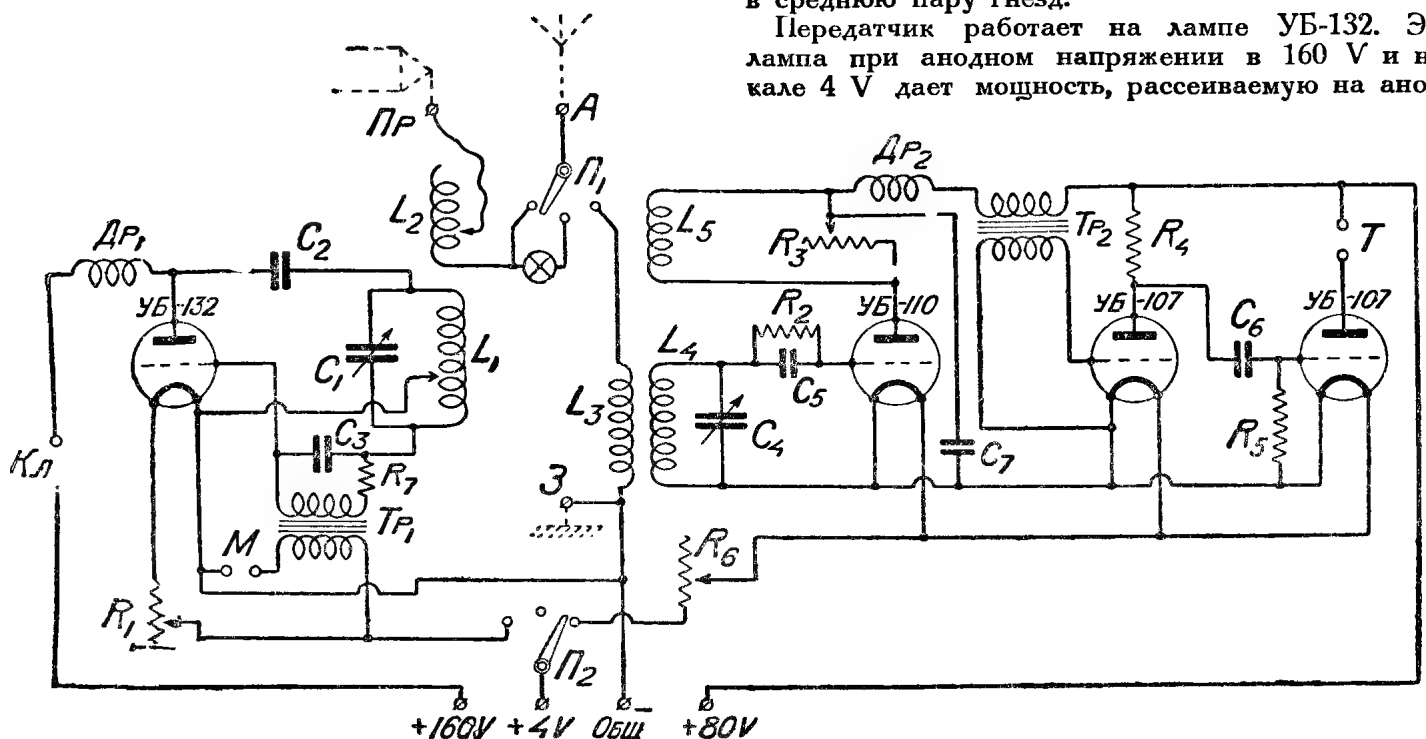 в среднюю пару гнезд.
Передатчик работает на лампе УБ-132. Э
лампа при анодном напряжении в 160 V и н
кале 4 V дает мощность, рассеиваемую на ано
Пр
А
П₁
L₂
Др₁
C₂
УБ-132
C₁
L₁
C₃
R₇
Тр₁
Кл
М
R₁
L₃
З
П₂
+160V +4V Общ - +80V
L₅
Др₂
R₃
Тр₂
R₄
Т
R₂
УБ-110
УБ-107
УБ-107
L₄
C₅
C₄
C₇
C₆
R₅
R₆